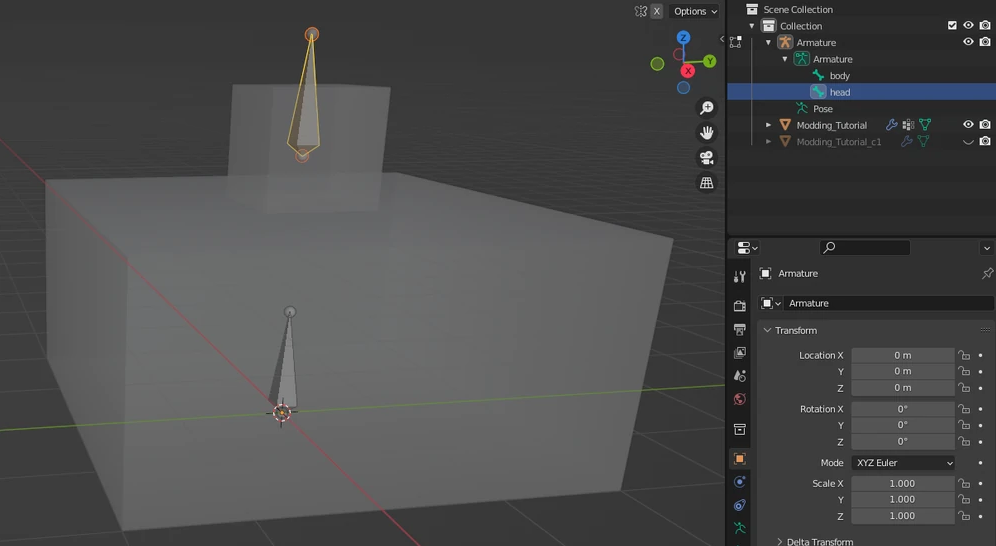 X Options
Z
Y
X
Scene Collection
Collection
Armature
Armature
body
head
Pose
Modding_Tutorial
Modding_Tutorial_c1
Armature
Armature
Transform
Location X 0 m
Y 0 m
Z 0 m
Rotation X 0°
Y 0°
Z 0°
Mode XYZ Euler
Scale X 1.000
Y 1.000
Z 1.000
Delta Transform